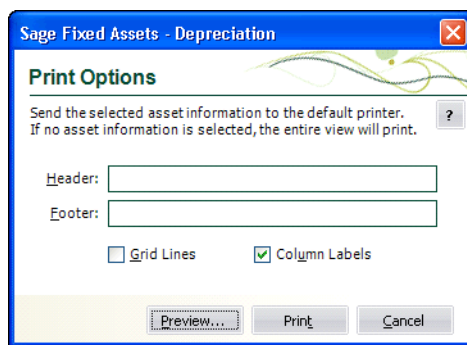 Sage Fixed Assets - Depreciation
Print Options
Send the selected asset information to the default printer.
If no asset information is selected, the entire view will print.
?
Header:
Footer:
Grid Lines
Column Labels
Preview... Print Cancel